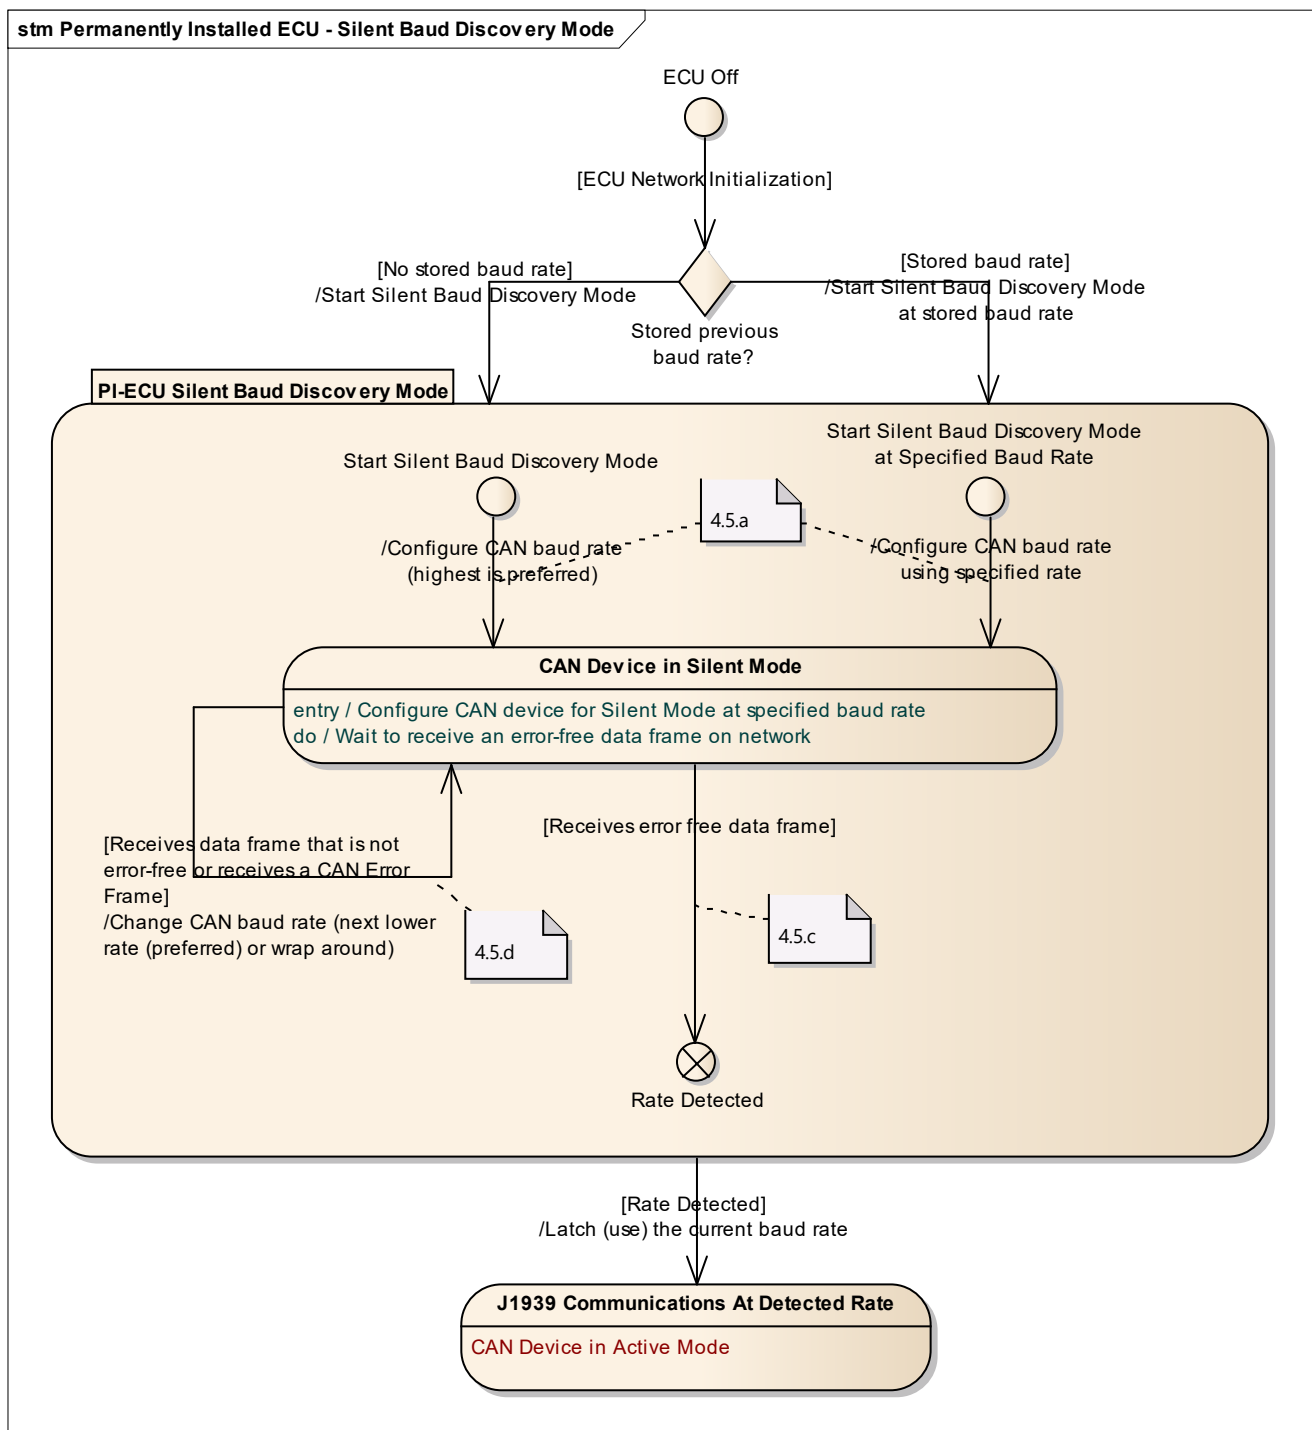 stm Permanently Installed ECU - Silent Baud Discovery Mode
ECU Off
[ECU Network Initialization]
[No stored baud rate]
/Start Silent Baud Discovery Mode
[Stored baud rate]
/Start Silent Baud Discovery Mode
at stored baud rate
Stored previous
baud rate?
PI-ECU Silent Baud Discovery Mode
Start Silent Baud Discovery Mode
Start Silent Baud Discovery Mode
at Specified Baud Rate
4.5.a
/Configure CAN baud rate
(highest is preferred)
/Configure CAN baud rate
using specified rate
CAN Device in Silent Mode
entry / Configure CAN device for Silent Mode at specified baud rate
do / Wait to receive an error-free data frame on network
[Receives data frame that is not
error-free or receives a CAN Error
Frame]
/Change CAN baud rate (next lower
rate (preferred) or wrap around)
[Receives error free data frame]
4.5.d
4.5.c
Rate Detected
[Rate Detected]
/Latch (use) the current baud rate
J1939 Communications At Detected Rate
CAN Device in Active Mode